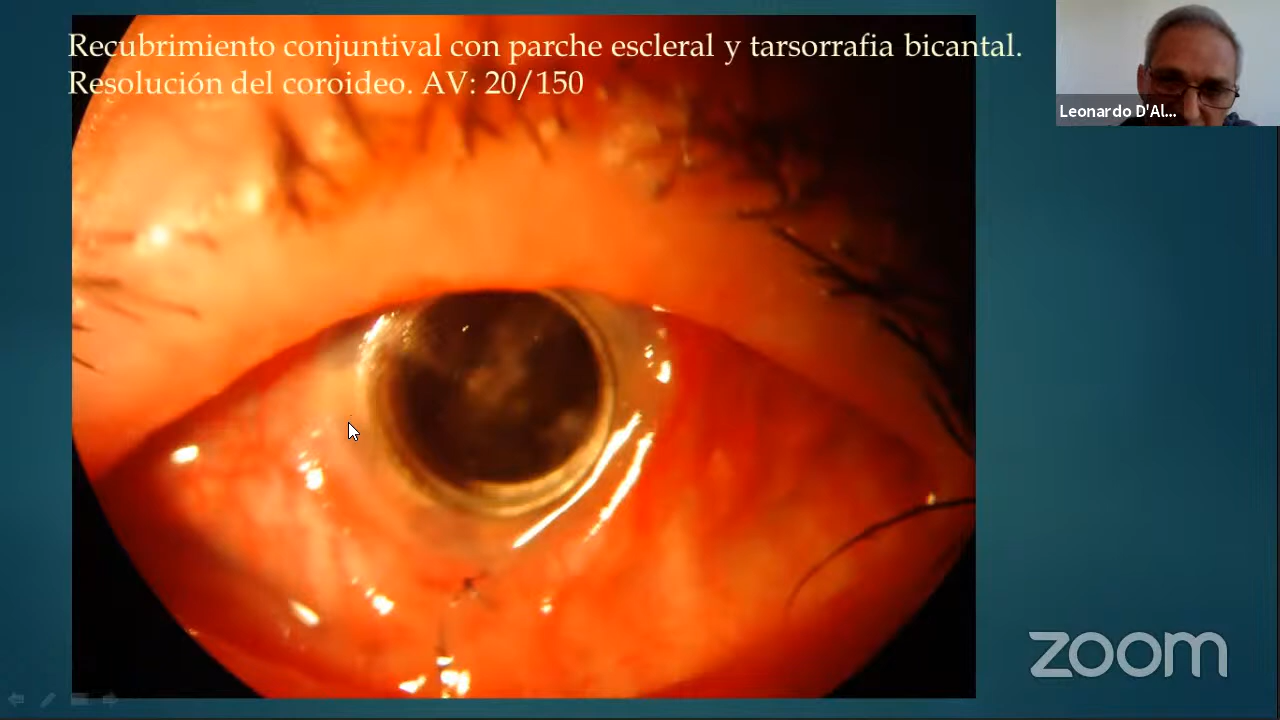 Recubrimiento conjuntival con parche escleral y tarsorrafia bicantal.
Resolución del coroideo. AV: 20/150
Leonardo D'Al...
zoom